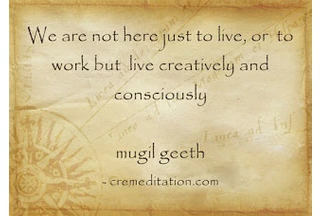 We are not here just to live, or to
work but live creatively and
consciously
mugil geeth
~ cremeditation.com